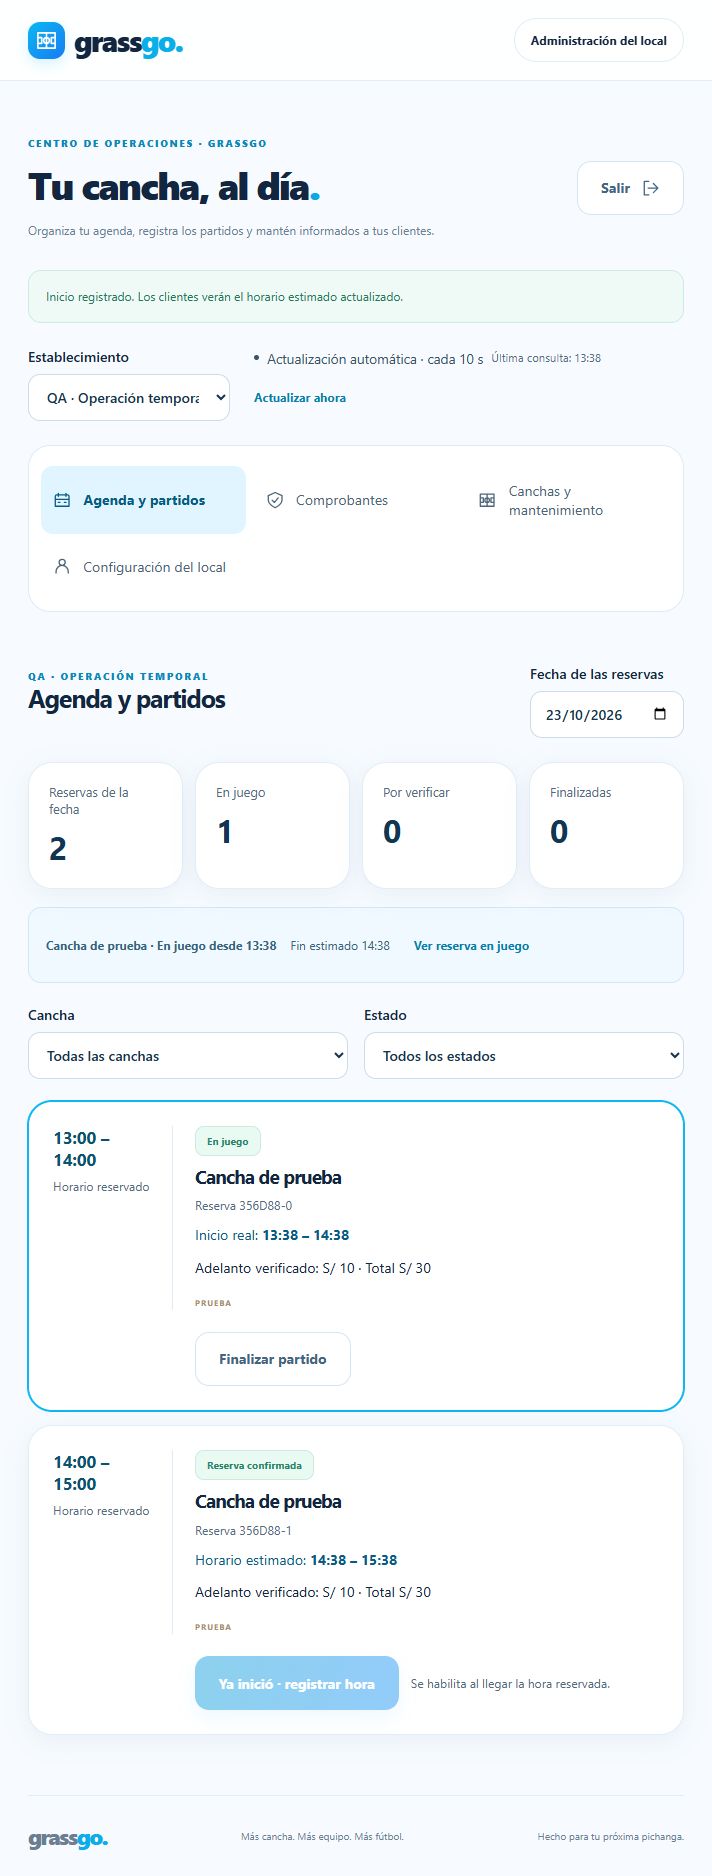 grassgo.
Administración del local
CENTRO DE OPERACIONES · GRASSGO
Tu cancha, al día.
Salir
Organiza tu agenda, registra los partidos y mantén informados a tus clientes.
Inicio registrado. Los clientes verán el horario estimado actualizado.
Establecimiento
Actualización automática · cada 10 s Última consulta: 13:38
QA · Operación tempora
Actualizar ahora
Agenda y partidos
Comprobantes
Canchas y
mantenimiento
Configuración del local
QA · OPERACIÓN TEMPORAL
Agenda y partidos
Fecha de las reservas
23/10/2026
Reservas de la
fecha
2
En juego
1
Por verificar
0
Finalizadas
0
Cancha de prueba · En juego desde 13:38 Fin estimado 14:38 Ver reserva en juego
Cancha
Todas las canchas
Estado
Todos los estados
13:00 –
14:00
Horario reservado
En juego
Cancha de prueba
Reserva 356D88-0
Inicio real: 13:38 – 14:38
Adelanto verificado: S/ 10 · Total S/ 30
PRUEBA
Finalizar partido
14:00 –
15:00
Horario reservado
Reserva confirmada
Cancha de prueba
Reserva 356D88-1
Horario estimado: 14:38 – 15:38
Adelanto verificado: S/ 10 · Total S/ 30
PRUEBA
Ya inició · registrar hora
Se habilita al llegar la hora reservada.
grassgo.
Más cancha. Más equipo. Más fútbol.
Hecho para tu próxima pichanga.